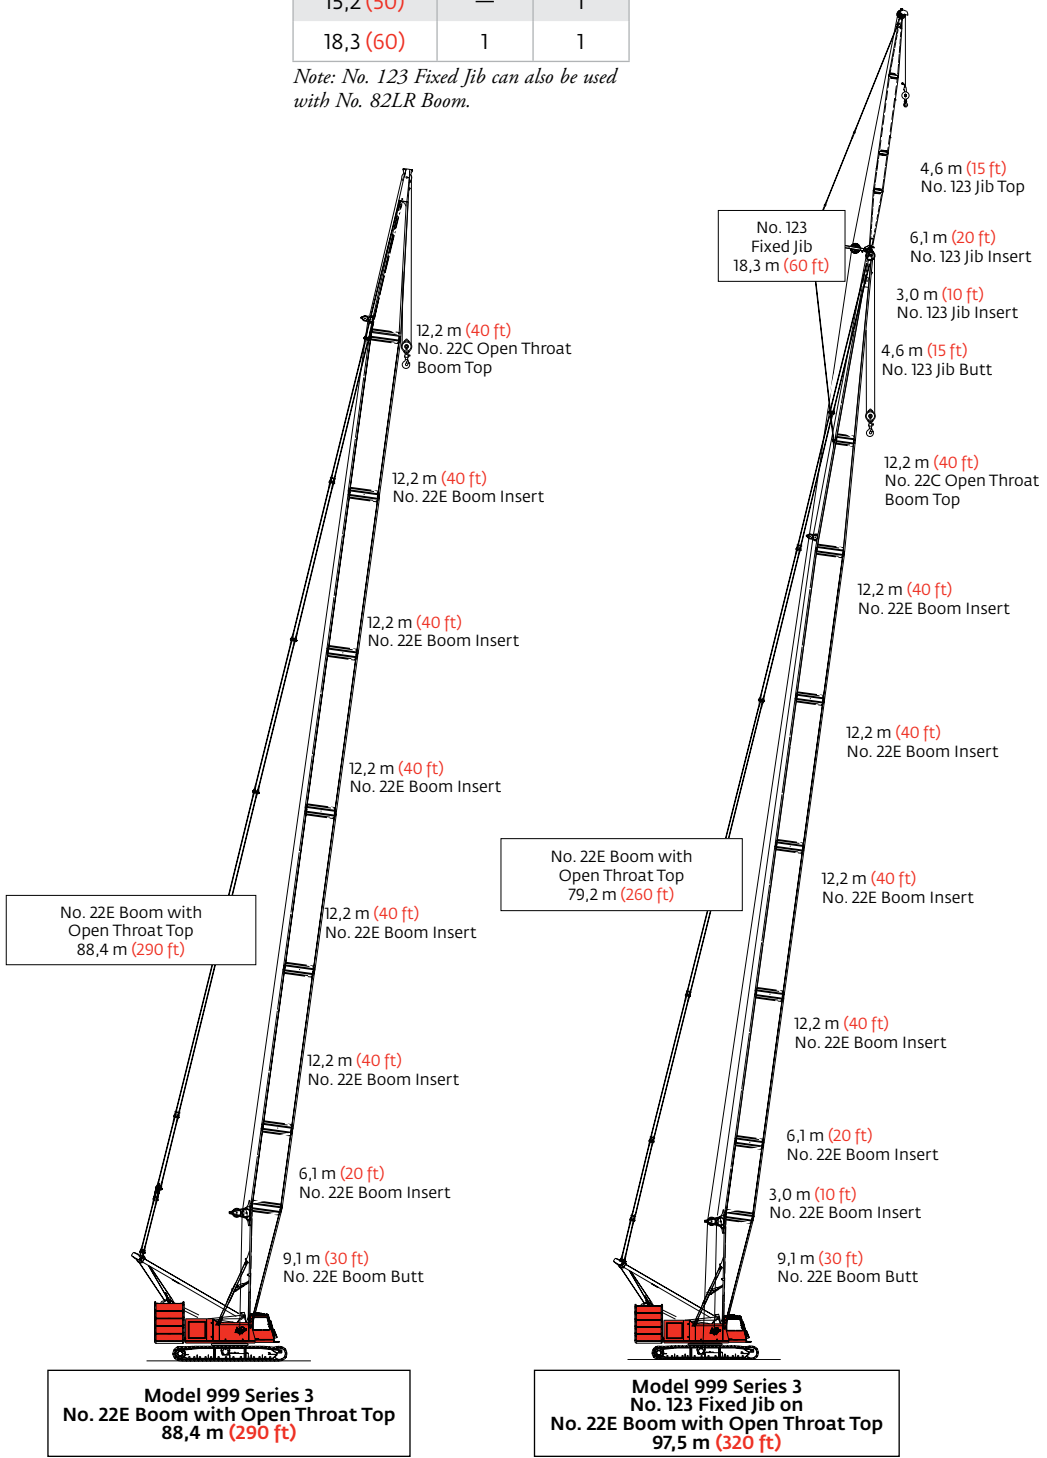 15,2 (50) — 1
18,3 (60) 1 1
Note: No. 123 Fixed Jib can also be used
with No. 82LR Boom.
12,2 m (40 ft)
No. 22C Open Throat
Boom Top
12,2 m (40 ft)
No. 22E Boom Insert
12,2 m (40 ft)
No. 22E Boom Insert
12,2 m (40 ft)
No. 22E Boom Insert
12,2 m (40 ft)
No. 22E Boom Insert
No. 22E Boom with
Open Throat Top
88,4 m (290 ft)
12,2 m (40 ft)
No. 22E Boom Insert
6,1 m (20 ft)
No. 22E Boom Insert
9,1 m (30 ft)
No. 22E Boom Butt
Model 999 Series 3
No. 22E Boom with Open Throat Top
88,4 m (290 ft)
4,6 m (15 ft)
No. 123 Jib Top
No. 123
Fixed Jib
18,3 m (60 ft)
6,1 m (20 ft)
No. 123 Jib Insert
3,0 m (10 ft)
No. 123 Jib Insert
4,6 m (15 ft)
No. 123 Jib Butt
12,2 m (40 ft)
No. 22C Open Throat
Boom Top
12,2 m (40 ft)
No. 22E Boom Insert
12,2 m (40 ft)
No. 22E Boom Insert
No. 22E Boom with
Open Throat Top
79,2 m (260 ft)
12,2 m (40 ft)
No. 22E Boom Insert
12,2 m (40 ft)
No. 22E Boom Insert
6,1 m (20 ft)
No. 22E Boom Insert
3,0 m (10 ft)
No. 22E Boom Insert
9,1 m (30 ft)
No. 22E Boom Butt
Model 999 Series 3
No. 123 Fixed Jib on
No. 22E Boom with Open Throat Top
97,5 m (320 ft)